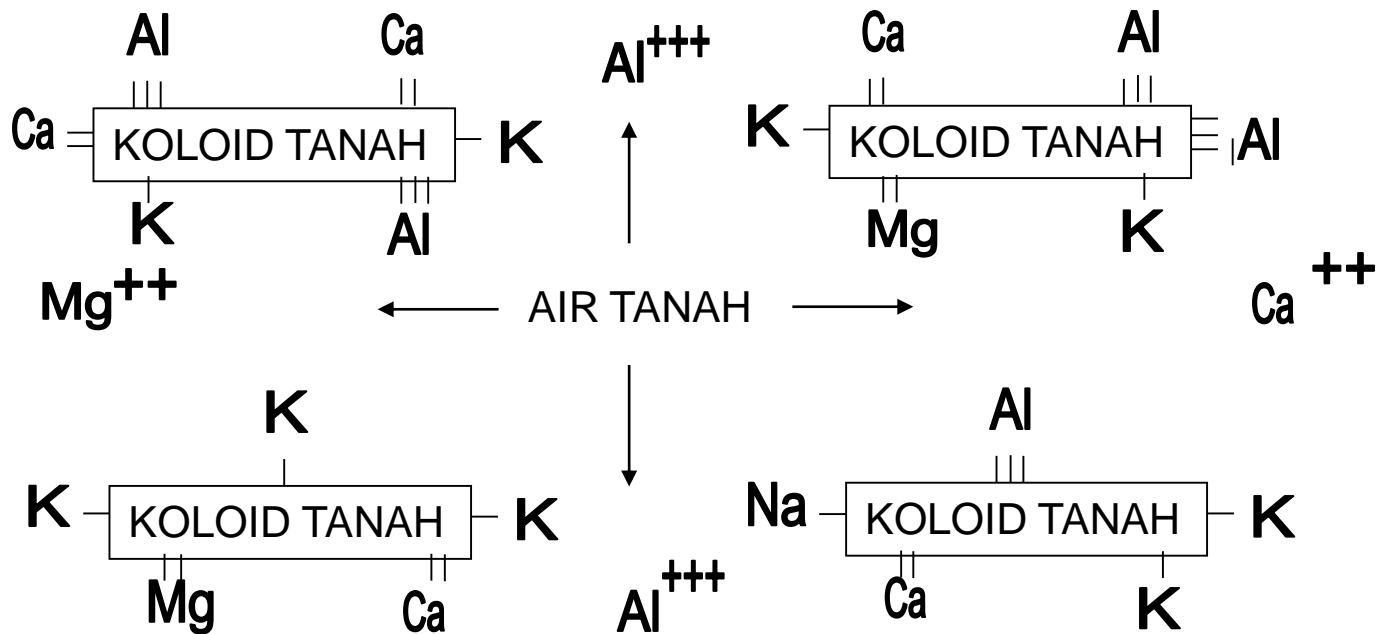 Al
Ca
Al+++
Ca
Al
Ca
KOLOID TANAH
K
K
KOLOID TANAH
Al
K
Al
Mg
K
Mg++
AIR TANAH
Ca ++
K
Al
K
KOLOID TANAH
K
Na
KOLOID TANAH
K
Mg
Ca
Al+++
Ca
K